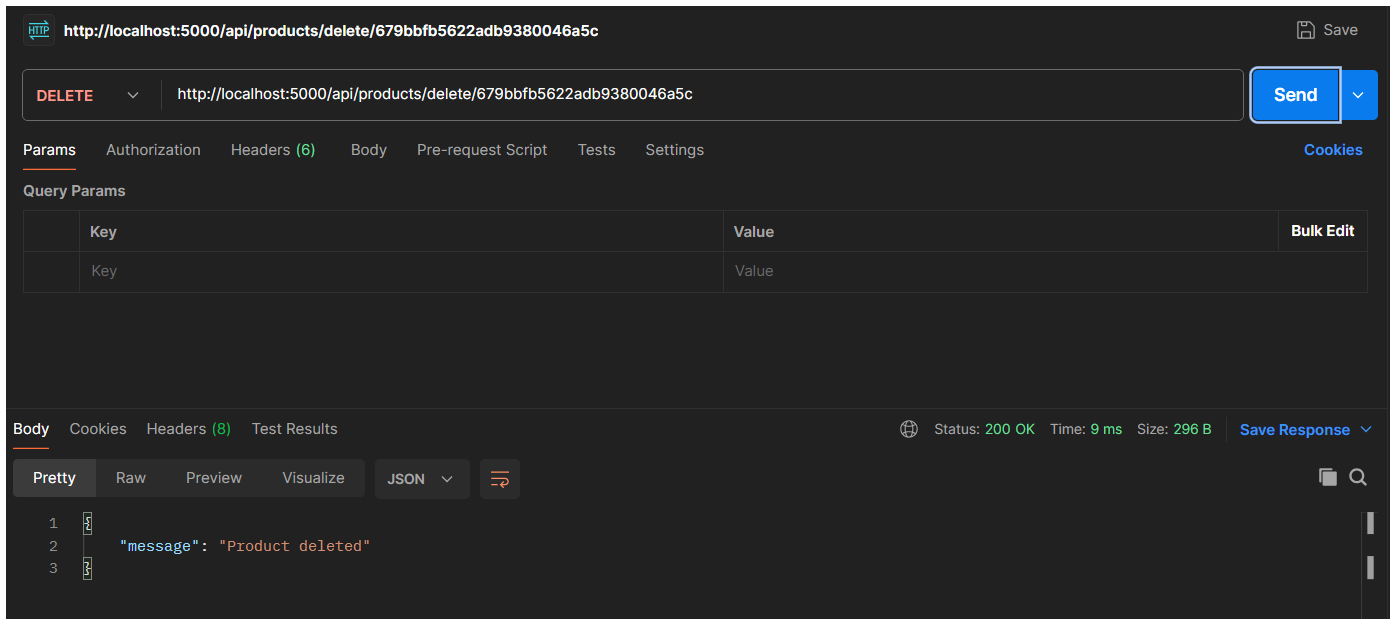 HTTP http://localhost:5000/api/products/delete/679bbfb5622adb9380046a5c Save
DELETE http://localhost:5000/api/products/delete/679bbfb5622adb9380046a5c Send
Params Authorization Headers (6) Body Pre-request Script Tests Settings Cookies
Query Params
Key Value Bulk Edit
Key Value
Body Cookies Headers (8) Test Results Status: 200 OK Time: 9 ms Size: 296 B Save Response
Pretty Raw Preview Visualize JSON
1 {
2 "message": "Product deleted"
3 }